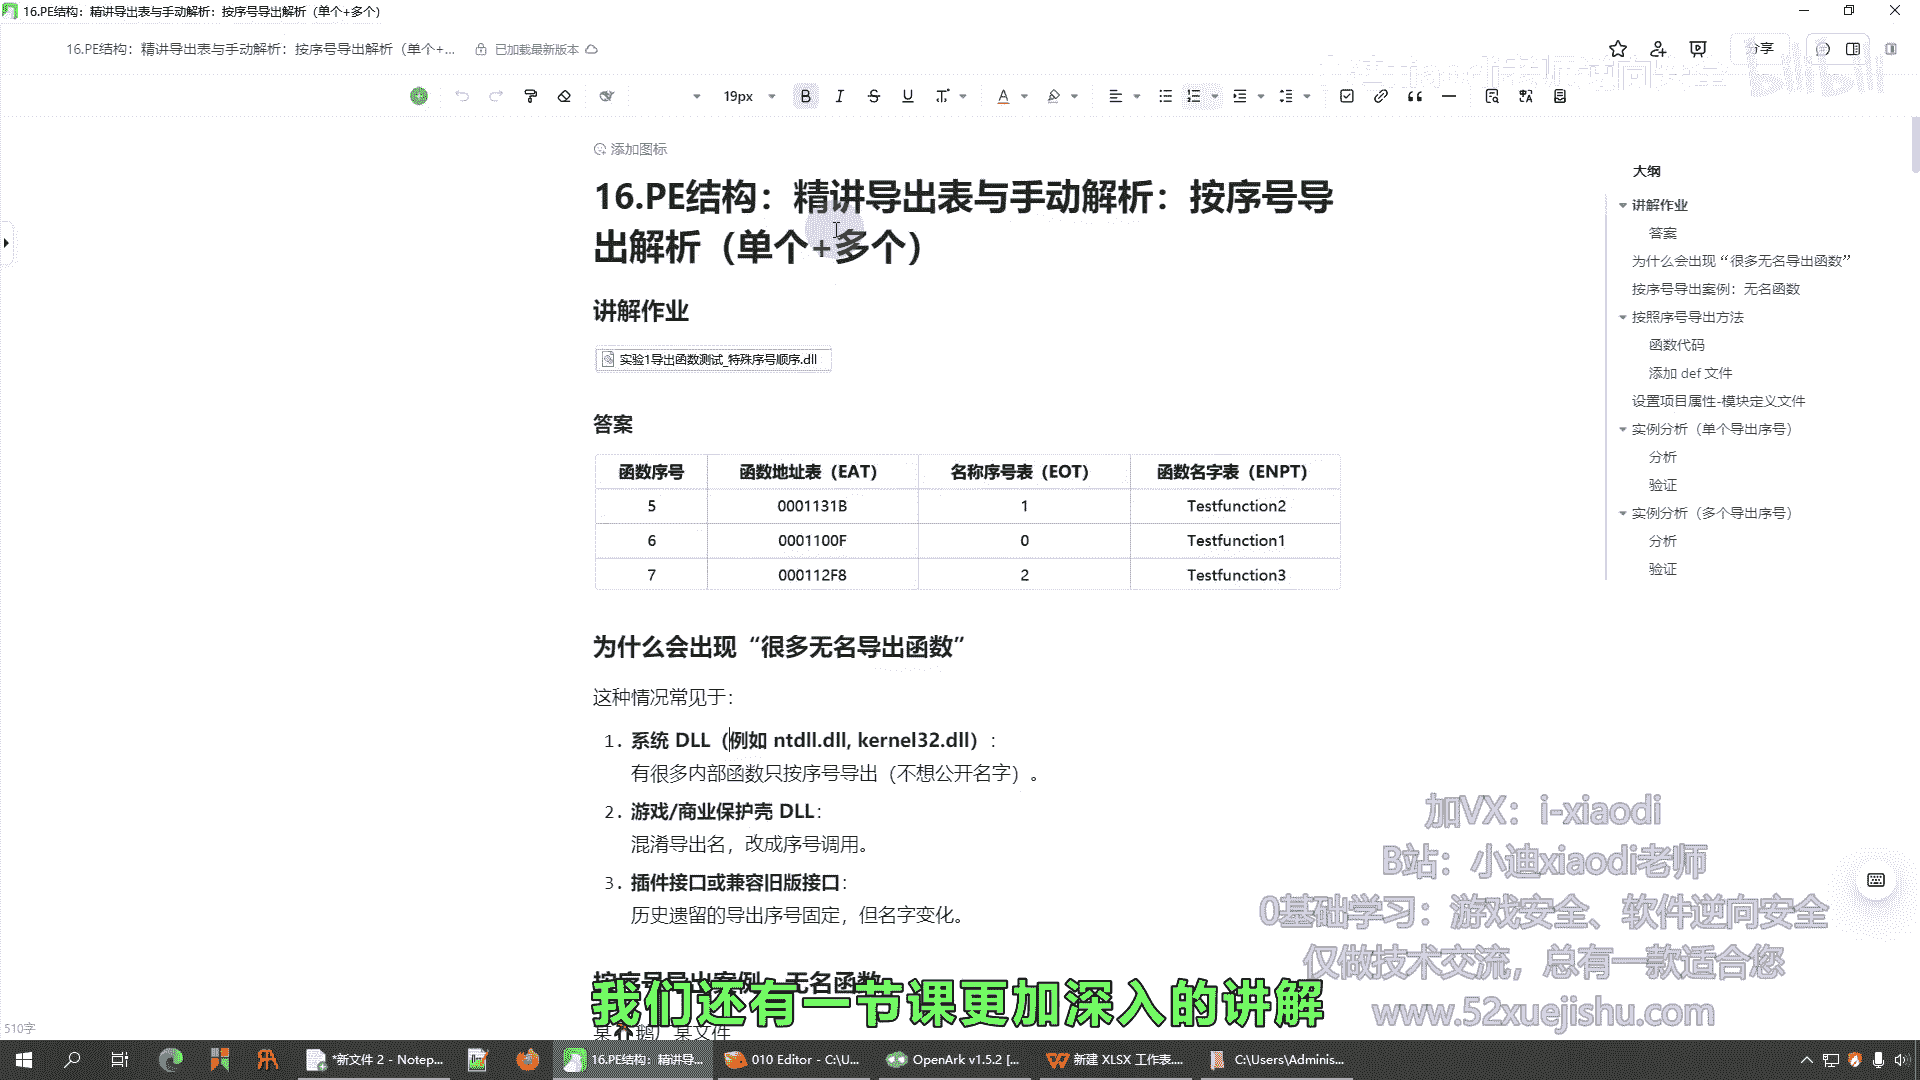 16.PE结构：精讲导出表与手动解析：按序号导出解析（单个+多个）
16.PE结构：精讲导出表与手动解析：按序号导出解析（单个+...
已加载最新版本
分享
19px
添加图标
16.PE结构：精讲导出表与手动解析：按序号导
出解析（单个+多个）
讲解作业
实验1导出函数测试_特殊序号顺序.dll
答案
函数序号 函数地址表（EAT） 名称序号表（EOT） 函数名字表（ENPT）
5 0001131B 1 Testfunction2
6 0001100F 0 Testfunction1
7 000112F8 2 Testfunction3
为什么会出现“很多无名导出函数”
这种情况常见于：
1. 系统 DLL（例如 ntdll.dll, kernel32.dll）：
有很多内部函数只按序号导出（不想公开名字）。
2. 游戏/商业保护壳 DLL：
混淆导出名，改成序号调用。
3. 插件接口或兼容旧版接口：
历史遗留的导出序号固定，但名字变化。
按序号导出案例：无名函数
我们还有一节课更加深入的讲解
大纲
讲解作业
答案
为什么会出现“很多无名导出函数”
按序号导出案例：无名函数
按照序号导出方法
函数代码
添加 def 文件
设置项目属性-模块定义文件
实例分析（单个导出序号）
分析
验证
实例分析（多个导出序号）
分析
验证
加VX：i-xiaodi
B站：小迪xiaodi老师
0基础学习：游戏安全、软件逆向安全
仅做技术交流，总有一款适合您
www.52xuejishu.com
510字
*新文件 2 - Notep...
16.PE结构：精讲导...
010 Editor - C:\U...
OpenArk v1.5.2 [...
新建 XLSX 工作表....
C:\Users\Adminis...